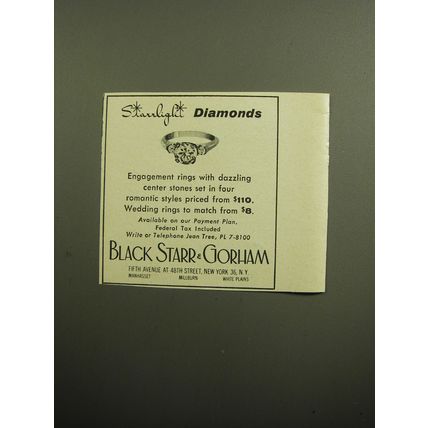 Starrlight Diamonds
Engagement rings with dazzling
center stones set in four
romantic styles priced from $110.
Wedding rings to match from $8.
Available on our Payment Plan,
Federal Tax Included
Write or Telephone Jean Tree, PL 7-8100
BLACK STARR & GORHAM
FIFTH AVENUE AT 48TH STREET, NEW YORK 36, N.Y.
MANHASSET MILLBURN WHITE PLAINS